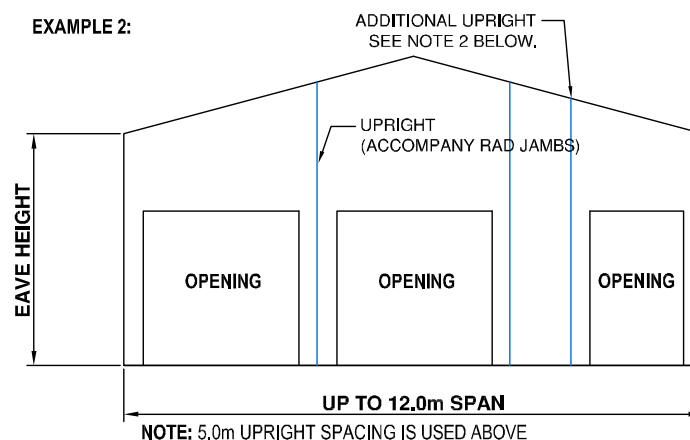 EXAMPLE 2:
ADDITIONAL UPRIGHT
SEE NOTE 2 BELOW.
UPRIGHT
(ACCOMPANY RAD JAMBS)
EAVE HEIGHT
OPENING
OPENING
OPENING
UP TO 12.0m SPAN
NOTE: 5.0m UPRIGHT SPACING IS USED ABOVE